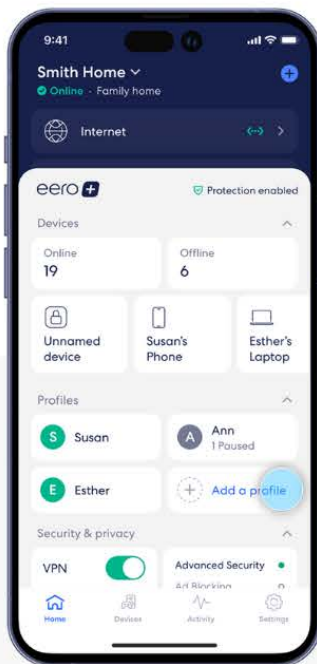 9:41
Smith Home
Online · Family home
Internet
eero+
Protection enabled
Devices
Online
19
Offline
6
Unnamed
device
Susan's
Phone
Esther's
Laptop
Profiles
S Susan
A Ann
1 Paused
E Esther
+ Add a profile
Security & privacy
VPN
Advanced Security
Ad Blocking
Home
Devices
Activity
Settings